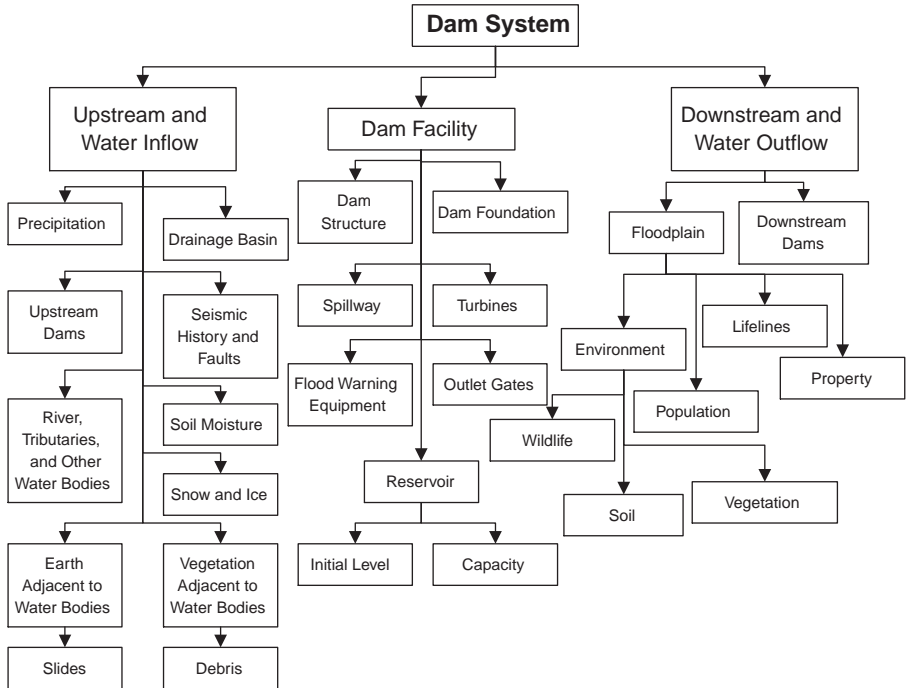 Dam System
Upstream and
Water Inflow
Dam Facility
Downstream and
Water Outflow
Precipitation
Drainage Basin
Dam
Structure
Dam Foundation
Floodplain
Downstream
Dams
Upstream
Dams
Seismic
History and
Faults
Spillway
Turbines
Environment
Lifelines
Property
Population
River,
Tributaries,
and Other
Water Bodies
Soil Moisture
Flood Warning
Equipment
Outlet Gates
Wildlife
Snow and Ice
Reservoir
Soil
Vegetation
Earth
Adjacent to
Water Bodies
Vegetation
Adjacent to
Water Bodies
Initial Level
Capacity
Slides
Debris